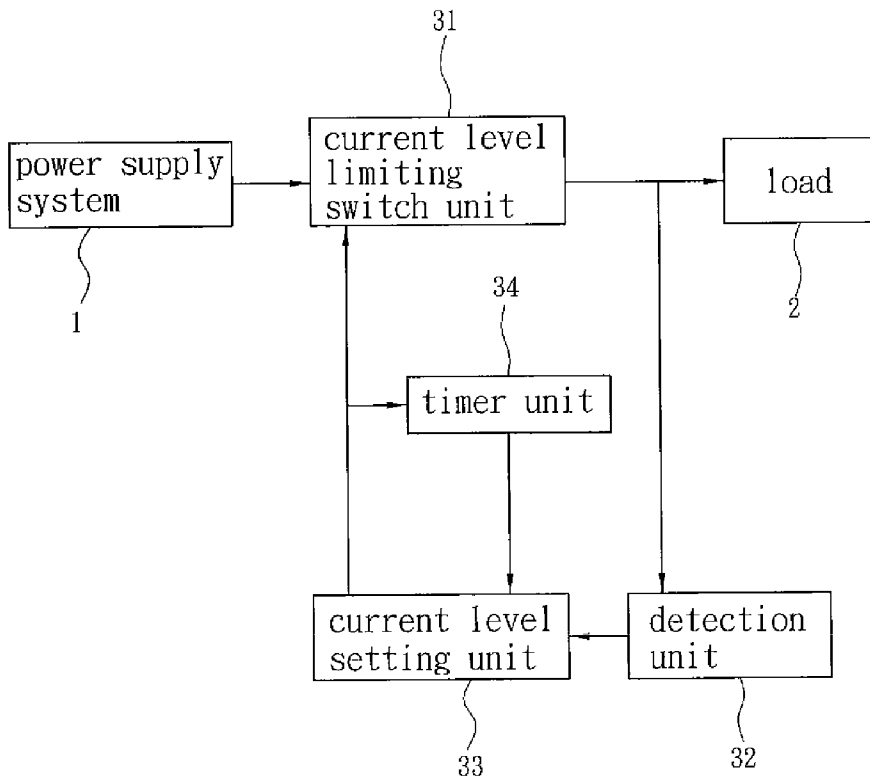 31
power supply
system
current level
limiting
switch unit
load
1
2
34
timer unit
current level
setting unit
detection
unit
33
32